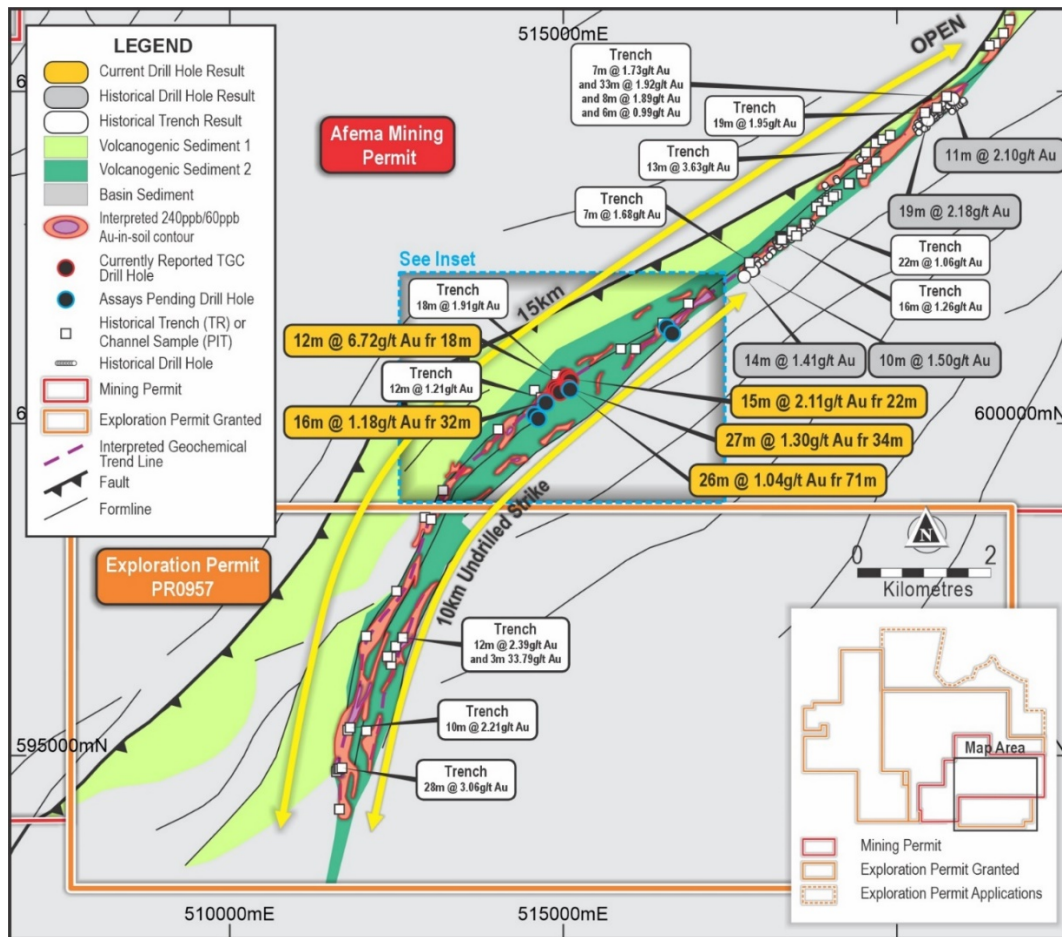 515000mE
LEGEND
Current Drill Hole Result
Historical Drill Hole Result
Historical Trench Result
Volcanogenic Sediment 1
Volcanogenic Sediment 2
Basin Sediment
Interpreted 240ppb/60ppb
Au-in-soil contour
Currently Reported TGC
Drill Hole
Assays Pending Drill Hole
Historical Trench (TR) or
Channel Sample (PIT)
Historical Drill Hole
Mining Permit
Exploration Permit Granted
Interpreted Geochemical
Trend Line
Fault
Formline
6
6
Afema Mining
Permit
OPEN
Trench
7m @ 1.73g/t Au
and 33m @ 1.92g/t Au
and 8m @ 1.89g/t Au
and 6m @ 0.99g/t Au
Trench
19m @ 1.95g/t Au
Trench
13m @ 3.63g/t Au
11m @ 2.10g/t Au
Trench
7m @ 1.68g/t Au
19m @ 2.18g/t Au
Trench
22m @ 1.06g/t Au
See Inset
Trench
18m @ 1.91g/t Au
15km
Trench
16m @ 1.26g/t Au
12m @ 6.72g/t Au fr 18m
14m @ 1.41g/t Au
10m @ 1.50g/t Au
Trench
12m @ 1.21g/t Au
15m @ 2.11g/t Au fr 22m
16m @ 1.18g/t Au fr 32m
600000mN
27m @ 1.30g/t Au fr 34m
26m @ 1.04g/t Au fr 71m
10km Undrilled Strike
Exploration Permit
PR0957
N
0 2
Kilometres
Trench
12m @ 2.39g/t Au
and 3m 33.79g/t Au
Trench
10m @ 2.21g/t Au
595000mN
Trench
28m @ 3.06g/t Au
Map Area
Mining Permit
Exploration Permit Granted
Exploration Permit Applications
510000mE
515000mE